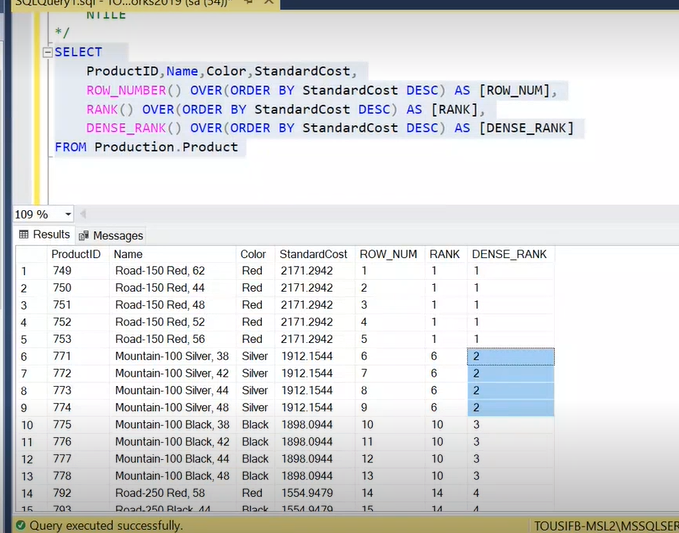 SQLQuery1.sql - TO...orks2019 (sa (54))*
NTILE
*/
SELECT
ProductID,Name,Color,StandardCost,
ROW_NUMBER() OVER(ORDER BY StandardCost DESC) AS [ROW_NUM],
RANK() OVER(ORDER BY StandardCost DESC) AS [RANK],
DENSE_RANK() OVER(ORDER BY StandardCost DESC) AS [DENSE_RANK]
FROM Production.Product
109 %
Results Messages
ProductID Name Color StandardCost ROW_NUM RANK DENSE_RANK
1 749 Road-150 Red, 62 Red 2171.2942 1 1 1
2 750 Road-150 Red, 44 Red 2171.2942 2 1 1
3 751 Road-150 Red, 48 Red 2171.2942 3 1 1
4 752 Road-150 Red, 52 Red 2171.2942 4 1 1
5 753 Road-150 Red, 56 Red 2171.2942 5 1 1
6 771 Mountain-100 Silver, 38 Silver 1912.1544 6 6 2
7 772 Mountain-100 Silver, 42 Silver 1912.1544 7 6 2
8 773 Mountain-100 Silver, 44 Silver 1912.1544 8 6 2
9 774 Mountain-100 Silver, 48 Silver 1912.1544 9 6 2
10 775 Mountain-100 Black, 38 Black 1898.0944 10 10 3
11 776 Mountain-100 Black, 42 Black 1898.0944 11 10 3
12 777 Mountain-100 Black, 44 Black 1898.0944 12 10 3
13 778 Mountain-100 Black, 48 Black 1898.0944 13 10 3
14 792 Road-250 Red, 58 Red 1554.9479 14 14 4
15 793 Road-250 Black, 44 Black 1554.9479 15 14 4
Query executed successfully. TOUSIFB-MSL2\MSSQLSER